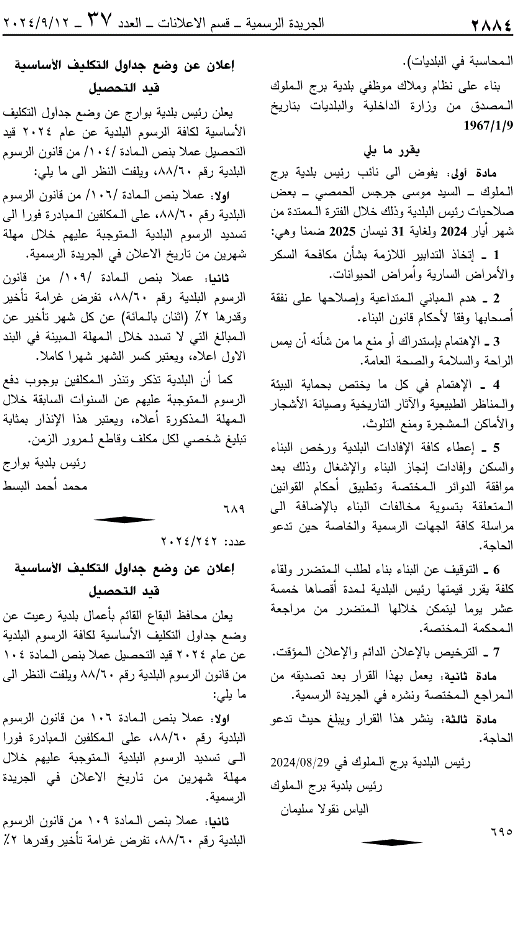 ٢٨٨٤
الجريدة الرسمية ــ قسم الاعلانات ــ العدد ٣٧ ــ ٢٠٢٤/٩/١٢
المحاسبة في البلديات).
بناء على نظام وملاك موظفي بلدية برج الملوك
المصدق من وزارة الداخلية والبلديات بتاريخ
1967/1/9
يقرر ما يلي
مادة أولى: يفوض الى نائب رئيس بلدية برج
الملوك ــ السيد موسى جرجس الحمصي ــ بعض
صلاحيات رئيس البلدية وذلك خلال الفترة الممتدة من
شهر أيار 2024 ولغاية 31 نيسان 2025 ضمنا وهي:
1 ــ إتخاذ التدابير اللازمة بشأن مكافحة السكر
والأمراض السارية وأمراض الحيوانات.
2 ــ هدم المباني المتداعية وإصلاحها على نفقة
أصحابها وفقا لأحكام قانون البناء.
3 ــ الإهتمام بإستدراك أو منع ما من شأنه أن يمس
الراحة والسلامة والصحة العامة.
4 ــ الإهتمام في كل ما يختص بحماية البيئة
والمناظر الطبيعية والآثار التاريخية وصيانة الأشجار
والأماكن المشجرة ومنع التلوث.
5 ــ إعطاء كافة الإفادات البلدية ورخص البناء
والسكن وإفادات إنجاز البناء والإشغال وذلك بعد
موافقة الدوائر المختصة وتطبيق أحكام القوانين
المتعلقة بتسوية مخالفات البناء بالإضافة الى
مراسلة كافة الجهات الرسمية والخاصة حين تدعو
الحاجة.
6 ــ التوقيف عن البناء بناء لطلب المتضرر ولقاء
كلفة يقرر قيمتها رئيس البلدية لمدة أقصاها خمسة
عشر يوما ليتمكن خلالها المتضرر من مراجعة
المحكمة المختصة.
7 ــ الترخيص بالإعلان الدائم والإعلان المؤقت.
مادة ثانية: يعمل بهذا القرار بعد تصديقه من
المراجع المختصة ونشره في الجريدة الرسمية.
مادة ثالثة: ينشر هذا القرار ويبلغ حيث تدعو
الحاجة.
رئيس البلدية برج الملوك في 2024/08/29
رئيس بلدية برج الملوك
الياس نقولا سليمان
٦٩٥
إعلان عن وضع جداول التكليف الأساسية
قيد التحصيل
يعلن رئيس بلدية بوارج عن وضع جداول التكليف
الأساسية لكافة الرسوم البلدية عن عام ٢٠٢٤ قيد
التحصيل عملا بنص المادة /١٠٤/ من قانون الرسوم
البلدية رقم ٨٨/٦٠، ويلفت النظر الى ما يلي:
اولا: عملا بنص المادة /١٠٦/ من قانون الرسوم
البلدية رقم ٨٨/٦٠، على المكلفين المبادرة فورا الى
تسديد الرسوم البلدية المتوجبة عليهم خلال مهلة
شهرين من تاريخ الاعلان في الجريدة الرسمية.
ثانيا: عملا بنص المادة /١٠٩/ من قانون
الرسوم البلدية رقم ٨٨/٦٠، تفرض غرامة تأخير
وقدرها ٢٪ (اثنان بالمائة) عن كل شهر تأخير عن
المبالغ التي لا تسدد خلال المهلة المبينة في البند
الاول اعلاه، ويعتبر كسر الشهر شهرا كاملا.
كما أن البلدية تذكر وتنذر المكلفين بوجوب دفع
الرسوم المتوجبة عليهم عن السنوات السابقة خلال
المهلة المذكورة أعلاه، ويعتبر هذا الإنذار بمثابة
تبليغ شخصي لكل مكلف وقاطع لمرور الزمن.
رئيس بلدية بوارج
محمد أحمد البسط
٦٨٩
عدد: ٢٠٢٤/٢٤٢
إعلان عن وضع جداول التكليف الأساسية
قيد التحصيل
يعلن محافظ البقاع القائم بأعمال بلدية رعيت عن
وضع جداول التكليف الأساسية لكافة الرسوم البلدية
عن عام ٢٠٢٤ قيد التحصيل عملا بنص المادة ١٠٤
من قانون الرسوم البلدية رقم ٨٨/٦٠ ويلفت النظر الى
ما يلي:
اولا: عملا بنص المادة ١٠٦ من قانون الرسوم
البلدية رقم ٨٨/٦٠، على المكلفين المبادرة فورا
الى تسديد الرسوم البلدية المتوجبة عليهم خلال
مهلة شهرين من تاريخ الاعلان في الجريدة
الرسمية.
ثانيا: عملا بنص المادة ١٠٩ من قانون الرسوم
البلدية رقم ٨٨/٦٠، تفرض غرامة تأخير وقدرها ٢٪